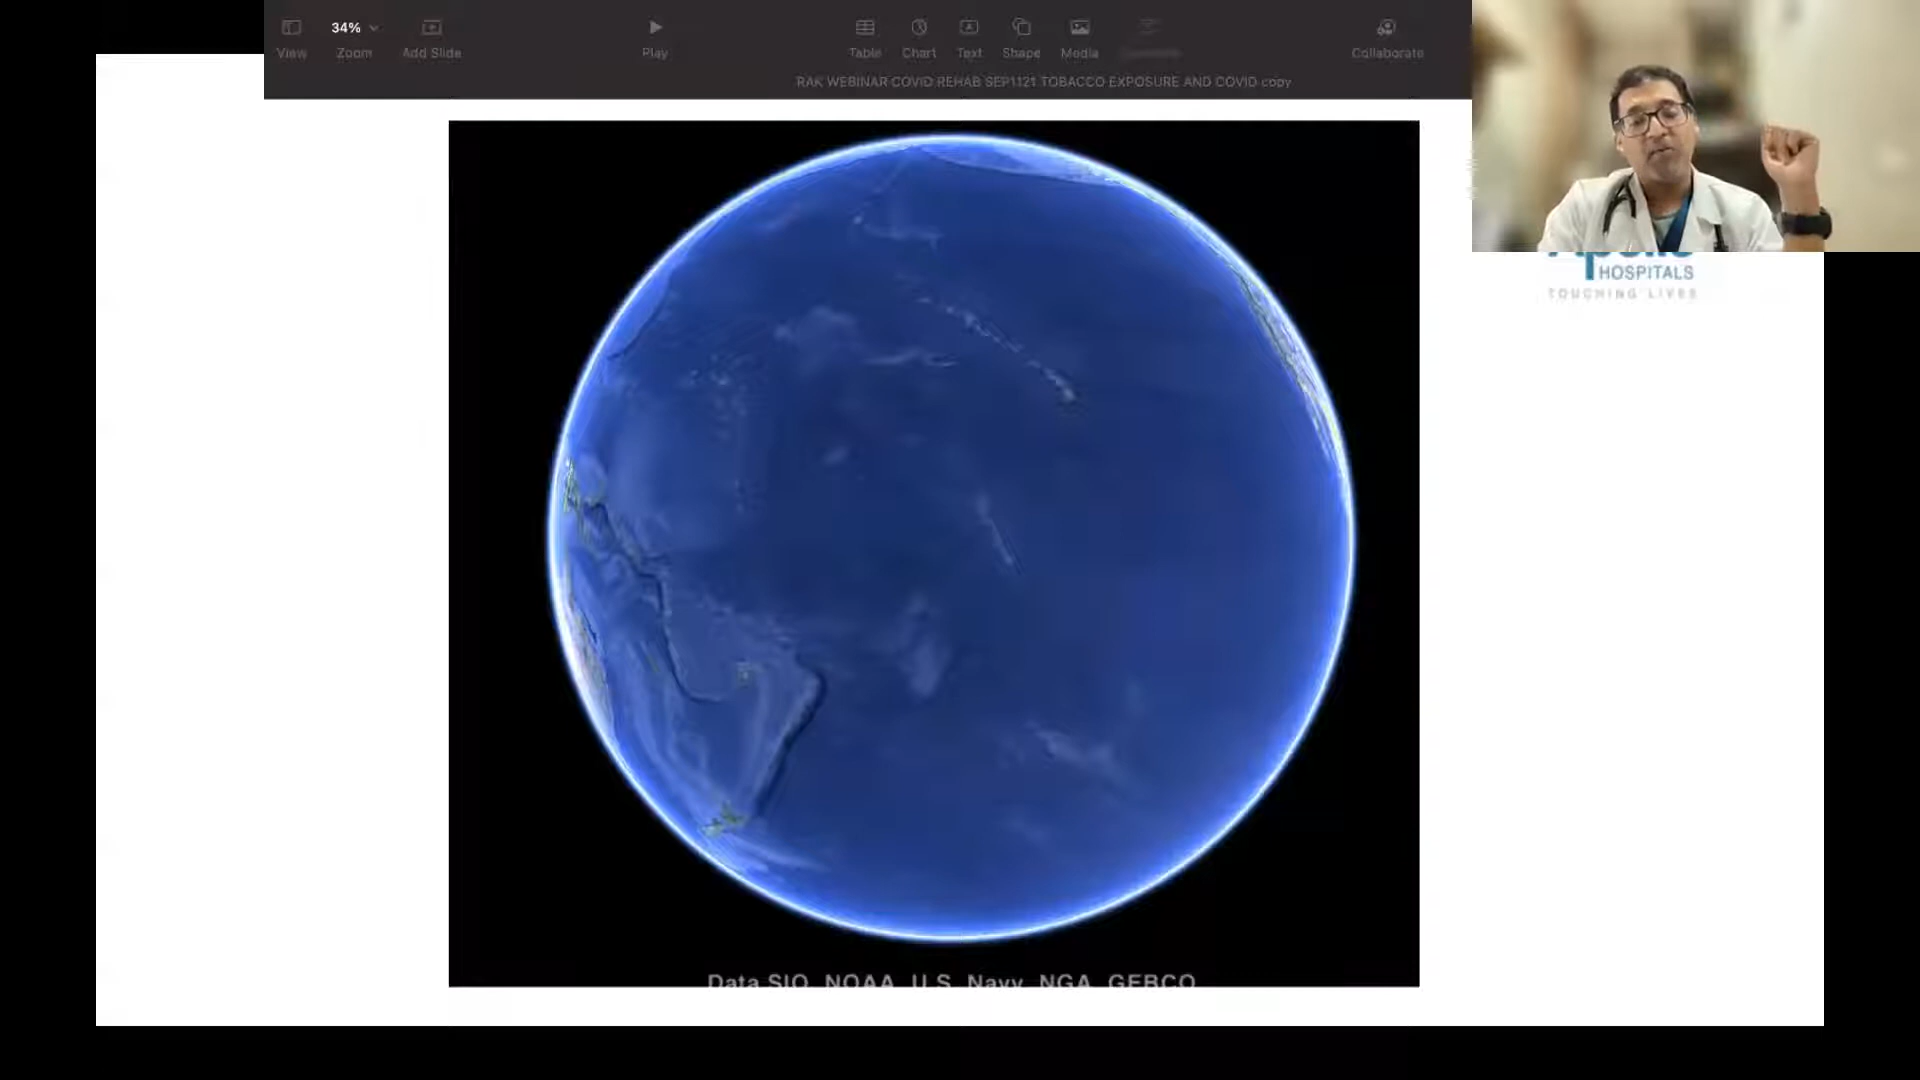 34%
View
Zoom
Add Slide
Play
Table
Chart
Text
Shape
Media
Collaborate
RAK WEBINAR COVID REHAB SEP1121 TOBACCO EXPOSURE AND COVID copy
HOSPITALS
TOUCHING LIVES
Data SIO, NOAA, U.S. Navy, NGA, GEBCO